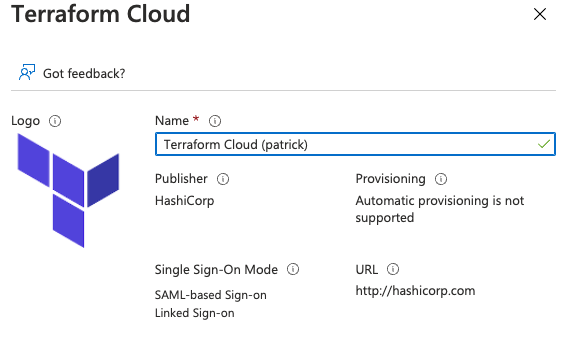 Terraform Cloud
Got feedback?
Logo
Name *
Terraform Cloud (patrick)
Publisher
HashiCorp
Provisioning
Automatic provisioning is not
supported
Single Sign-On Mode
SAML-based Sign-on
Linked Sign-on
URL
http://hashicorp.com